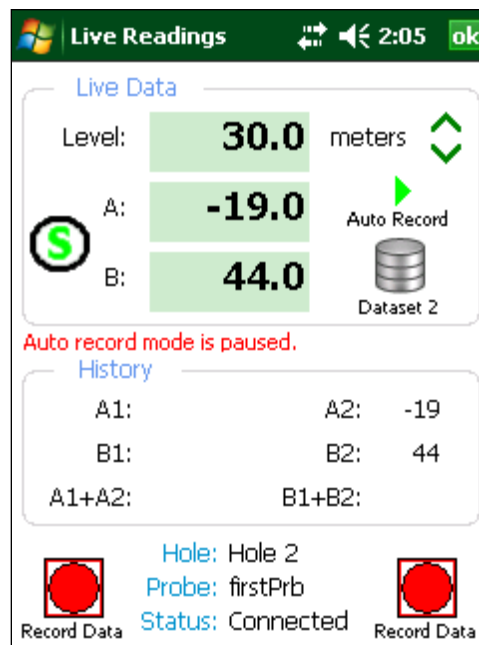 Live Readings 2:05 ok
Live Data
Level: 30.0 meters
A: -19.0
Auto Record
S
B: 44.0
Dataset 2
Auto record mode is paused.
History
A1: A2: -19
B1: B2: 44
A1+A2: B1+B2:
Hole: Hole 2
Probe: firstPrb
Status: Connected
Record Data Record Data